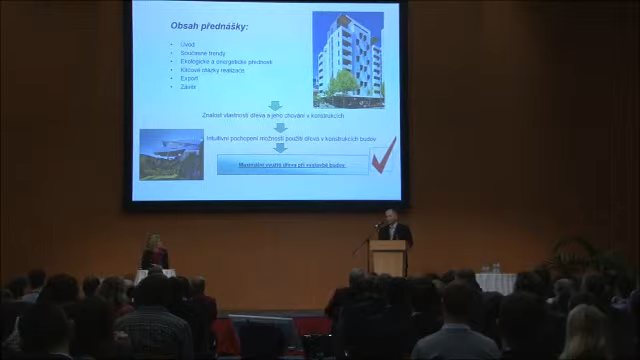 Obsah přednášky:
Úvod
Současné trendy
Ekologické a energetické přednosti
Klíčové otázky realizace
Export
Závěr
Znalost vlastností dřeva a jeho chování v konstrukcích
Intuitivní pochopení možností použití dřeva v konstrukcích budov
Maximální využití dřeva při výstavbě budov